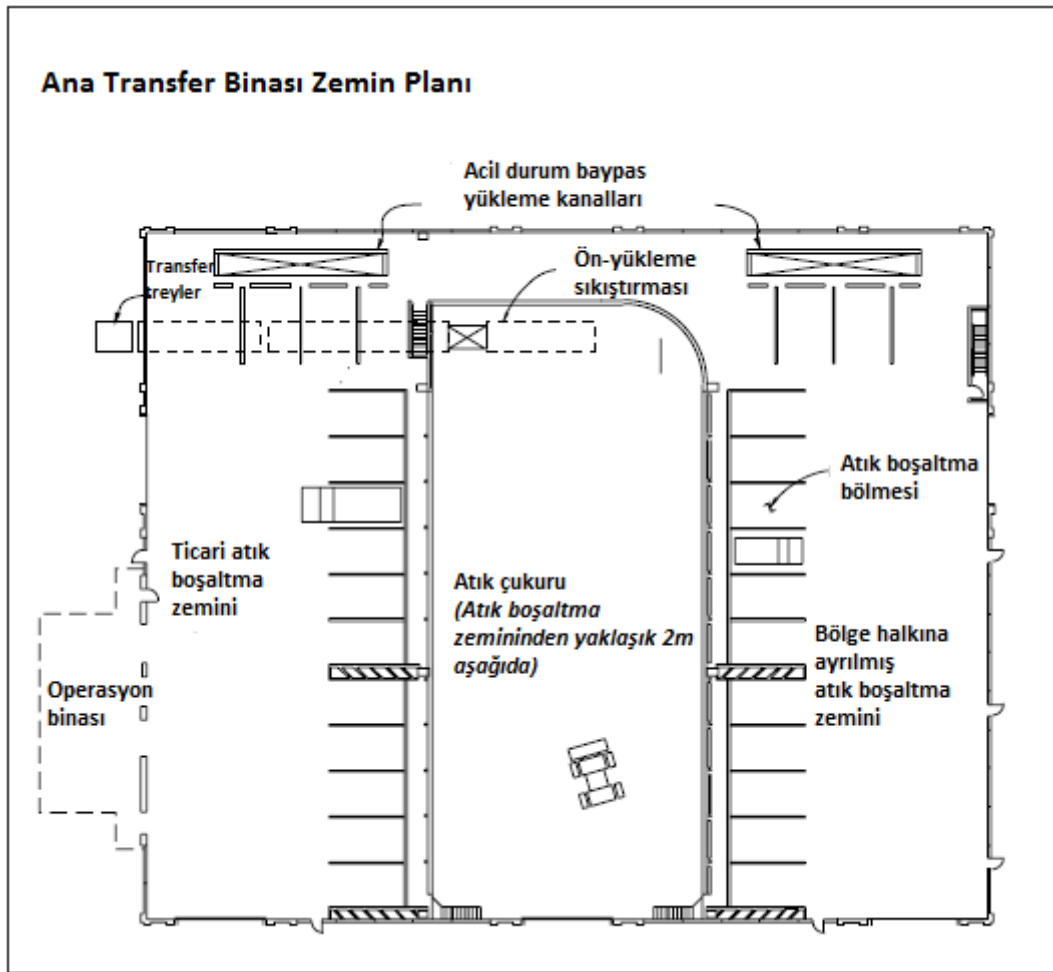 Ana Transfer Binası Zemin Planı
Acil durum baypas
yükleme kanalları
Transfer
treyler
Ön-yükleme
sıkıştırması
Atık boşaltma
bölmesi
Ticari atık
boşaltma
zemini
Atık çukuru
(Atık boşaltma
zemininden yaklaşık 2m
aşağıda)
Bölge halkına
ayrılmış
atık boşaltma
zemini
Operasyon
binası